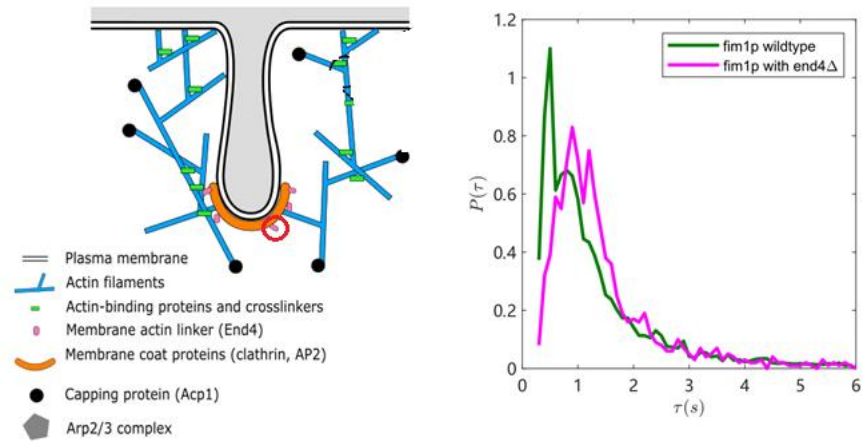 Plasma membrane
Actin filaments
Actin-binding proteins and crosslinkers
Membrane actin linker (End4)
Membrane coat proteins (clathrin, AP2)
Capping protein (Acp1)
Arp2/3 complex
fim1p wildtype
fim1p with end4Δ
1.2
1
0.8
0.6
0.4
0.2
0
P(τ)
0 1 2 3 4 5 6
τ(s)